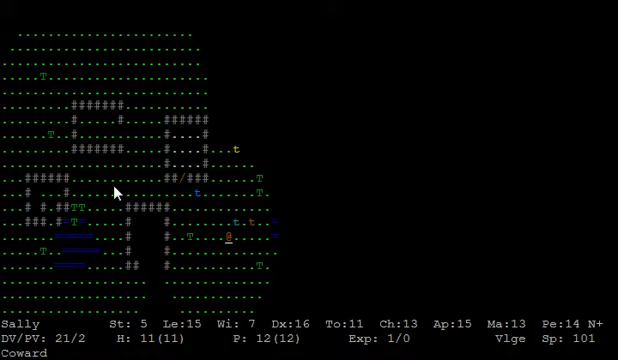 Sally St: 5 Le:15 Wi: 7 Dx:16 To:11 Ch:13 Ap:15 Ma:13 Pe:14 N+
DV/PV: 21/2 H: 11(11) P: 12(12) Exp: 1/0 Vlge Sp: 101
Coward